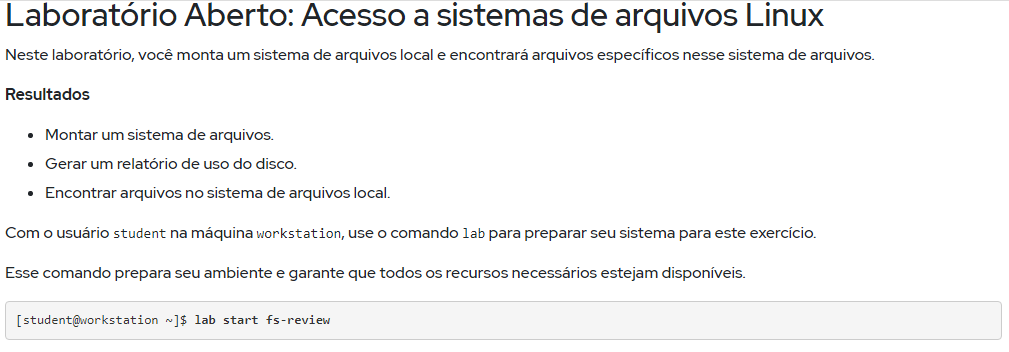 Laboratório Aberto: Acesso a sistemas de arquivos Linux
Neste laboratório, você monta um sistema de arquivos local e encontrará arquivos específicos nesse sistema de arquivos.
Resultados
• Montar um sistema de arquivos.
• Gerar um relatório de uso do disco.
• Encontrar arquivos no sistema de arquivos local.
Com o usuário student na máquina workstation, use o comando lab para preparar seu sistema para este exercício.
Esse comando prepara seu ambiente e garante que todos os recursos necessários estejam disponíveis.
[student@workstation ~]$ lab start fs-review